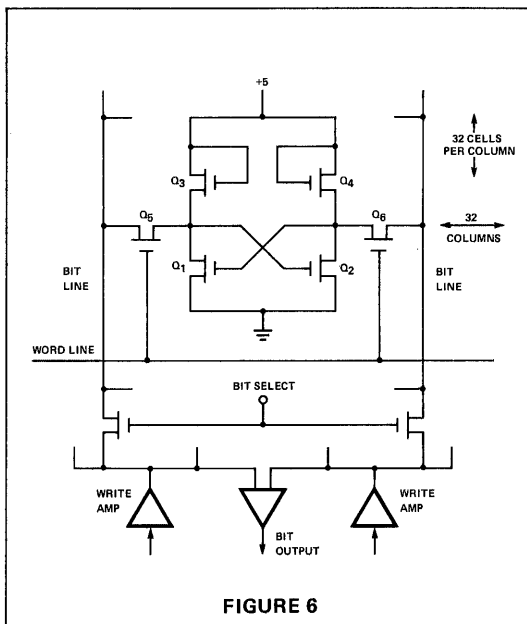 +5
32 CELLS
PER COLUMN
Q3
Q4
Q5
Q6
32
COLUMNS
Q1
Q2
BIT
LINE
BIT
LINE
WORD LINE
BIT SELECT
WRITE
AMP
WRITE
AMP
BIT
OUTPUT
FIGURE 6